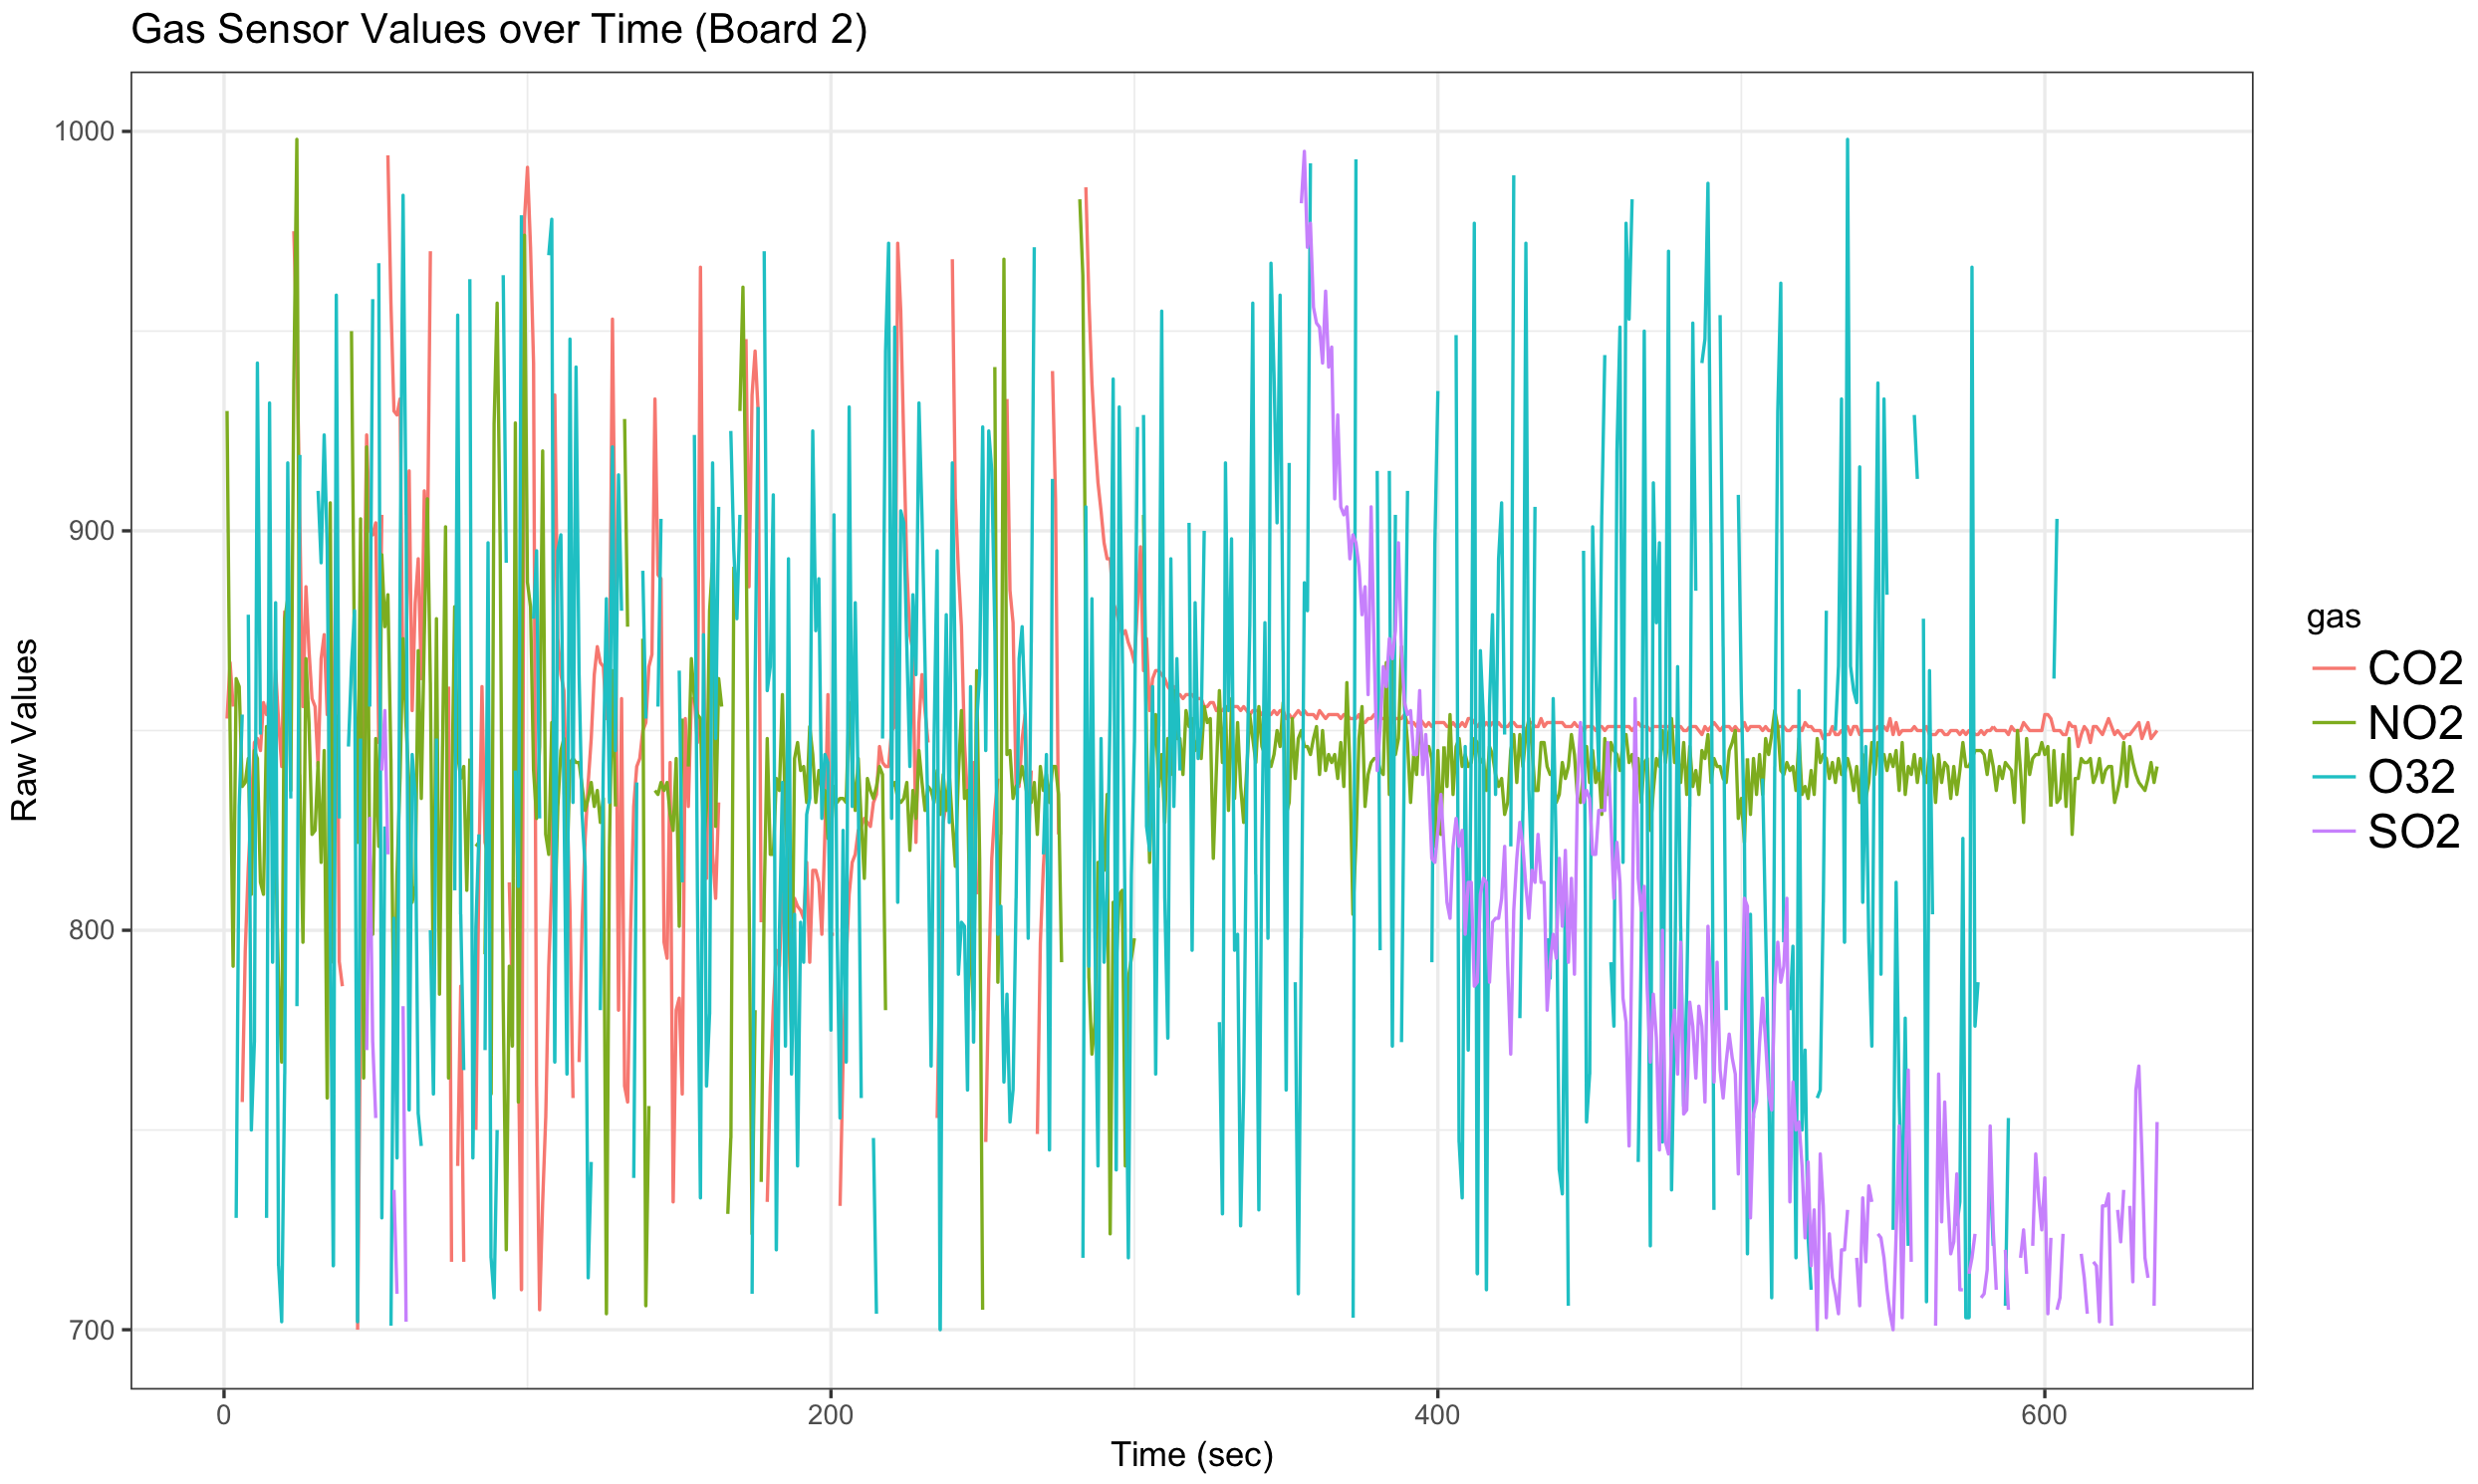 Gas Sensor Values over Time (Board 2)
1000
900
800
700
Raw Values
0 200 400 600
Time (sec)
gas
CO2
NO2
O32
SO2